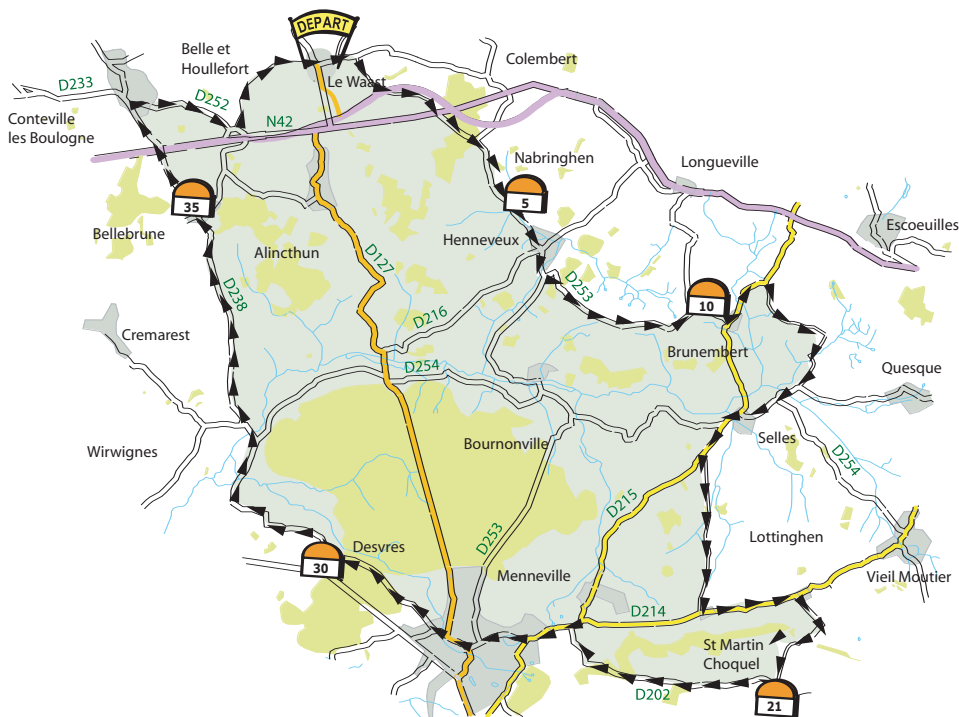 DEPART
Belle et
Houllefort
Colembert
D233
Le Waast
D252
Conteville
les Boulogne
N42
Nabringhen
Longueville
35
5
Bellebrune
Henneveux
Escoeuilles
Alincthun
D127
D253
D238
10
D216
Cremarest
Brunembert
D254
Quesque
Wirwignes
Bournonville
Selles
D254
D215
Lottinghen
D253
Desvres
30
Menneville
Vieil Moutier
D214
St Martin
Choquel
D202
21